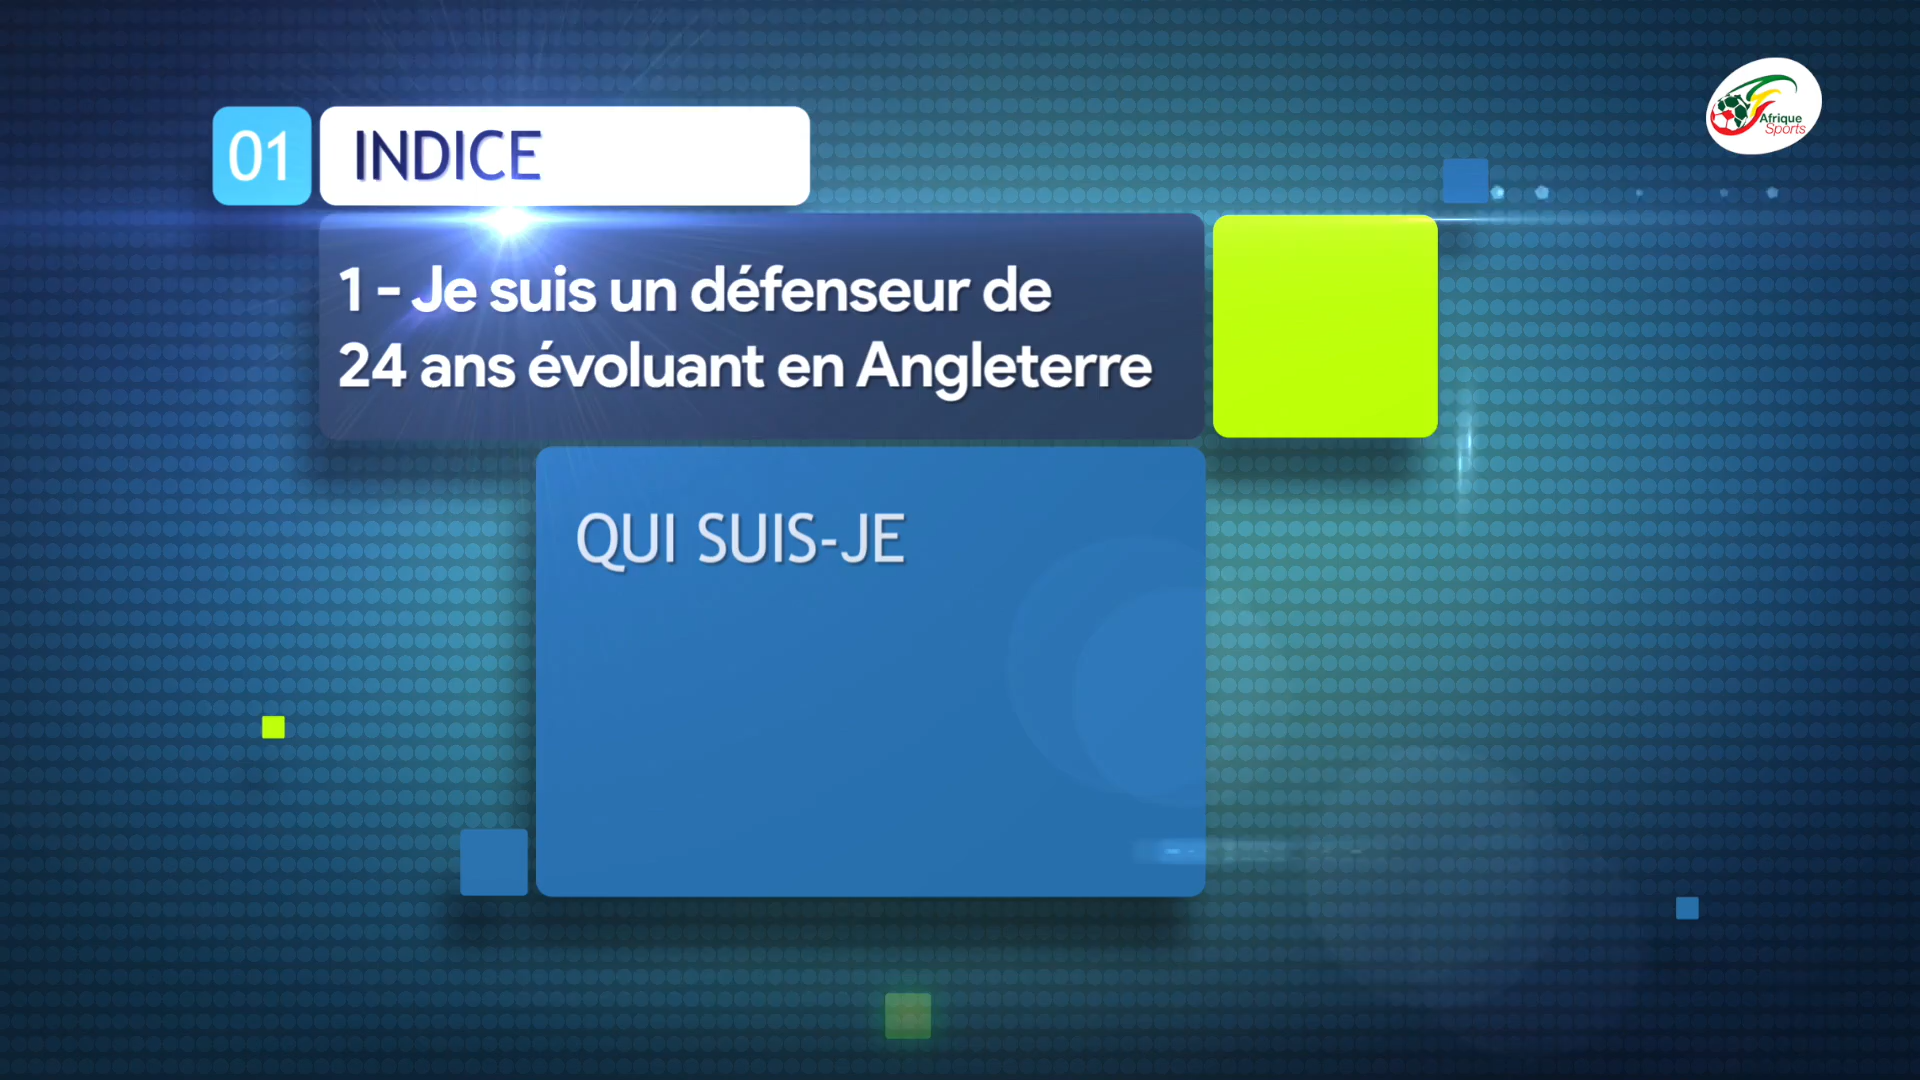 01 INDICE
Afrique
Sports
1 - Je suis un défenseur de
24 ans évoluant en Angleterre
QUI SUIS-JE